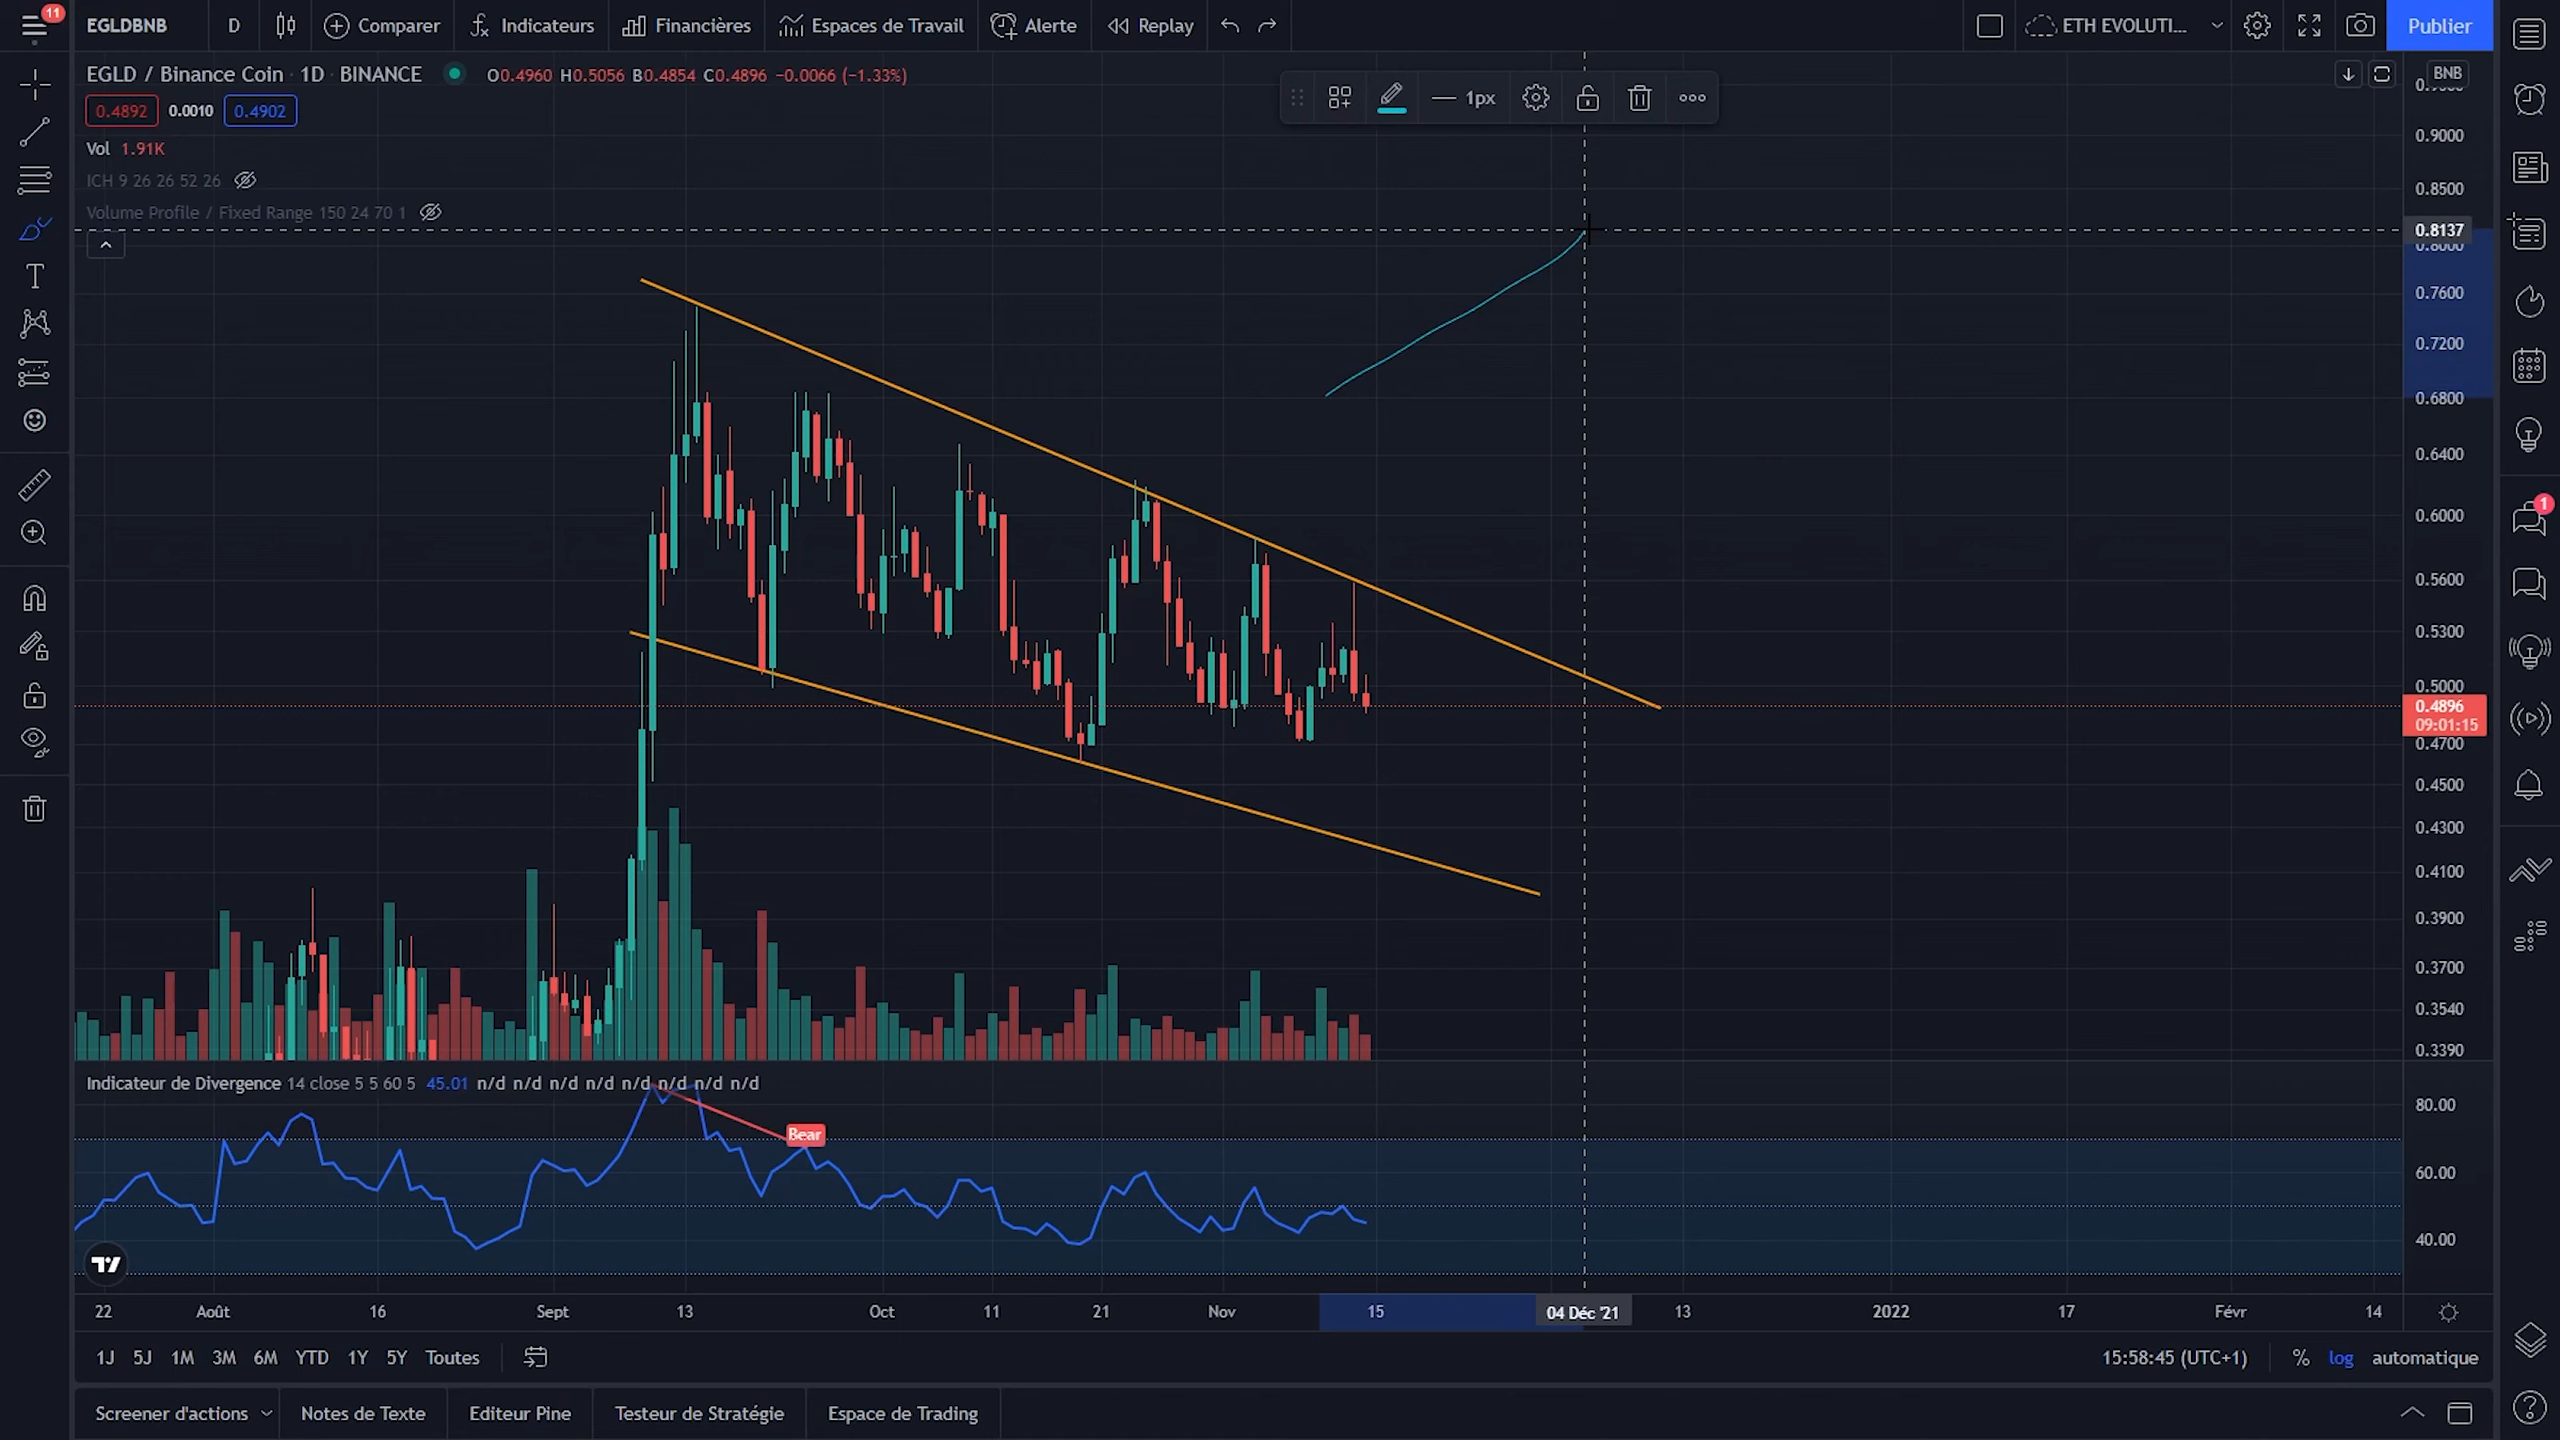 11
EGLDBNB D Comparer Indicateurs Financières Espaces de Travail Alerte Replay ETH EVOLUTI... Publier
EGLD / Binance Coin · 1D · BINANCE O0.4960 H0.5056 B0.4854 C0.4896 −0.0066 (−1.33%)
1px
BNB
0.4892 0.0010 0.4902
Vol 1.91K
ICH 9 26 26 52 26
Volume Profile / Fixed Range 150 24 70 1
0.9000
0.8500
0.8137
0.8000
0.7600
0.7200
0.6800
0.6400
0.6000
1
0.5600
0.5300
0.5000
0.4896
09:01:15
0.4700
0.4500
0.4300
0.4100
0.3900
0.3700
0.3540
0.3390
Indicateur de Divergence 14 close 5 5 60 5 45.01 n/d n/d n/d n/d n/d n/d n/d n/d
80.00
Bear
60.00
40.00
22 Août 16 Sept 13 Oct 11 21 Nov 15 04 Déc '21 13 2022 17 Févr 14
1J 5J 1M 3M 6M YTD 1Y 5Y Toutes 15:58:45 (UTC+1) % log automatique
Screener d'actions Notes de Texte Editeur Pine Testeur de Stratégie Espace de Trading